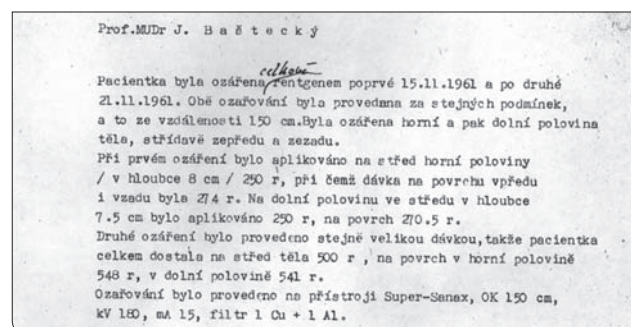 Prof.MUDr J. B a š t e c k ý
celkově
Pacientka byla ozářena rentgenem poprvé 15.11.1961 a po druhé
21.11.1961. Obě ozařování byla provedana za stejných podmínek,
a to ze vzdálenosti 150 cm.Byla ozářena horní a pak dolní polovina
těla, střídavě zepředu a zezadu.
Při prvém ozáření bylo aplikováno na střed horní poloviny
/ v hloubce 8 cm / 250 r, při čemž dávka na povrchu vpředu
i vzadu byla 274 r. Na dolní polovinu ve středu v hloubce
7.5 cm bylo aplikováno 250 r, na povrch 270.5 r.
Druhé ozáření bylo provedeno stejně velikou dávkou,takže pacientka
celkem dostala na střed těla 500 r , na povrch v horní polovině
548 r, v dolní polovině 541 r.
Ozařování bylo provedeno na přístroji Super-Sanax, OK 150 cm,
kV 180, mA 15, filtr 1 Cu + 1 Al.